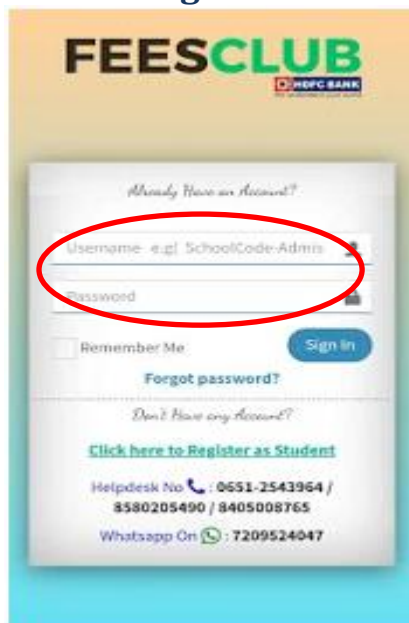 FEESCLUB
HDFC BANK
Already Have an Account?
Username e.g( SchoolCode-Admis
Password
Remember Me
Sign In
Forgot password?
Don't Have any Account?
Click here to Register as Student
Helpdesk No : 0651-2543964 /
8580205490 / 8405008765
Whatsapp On : 7209524047